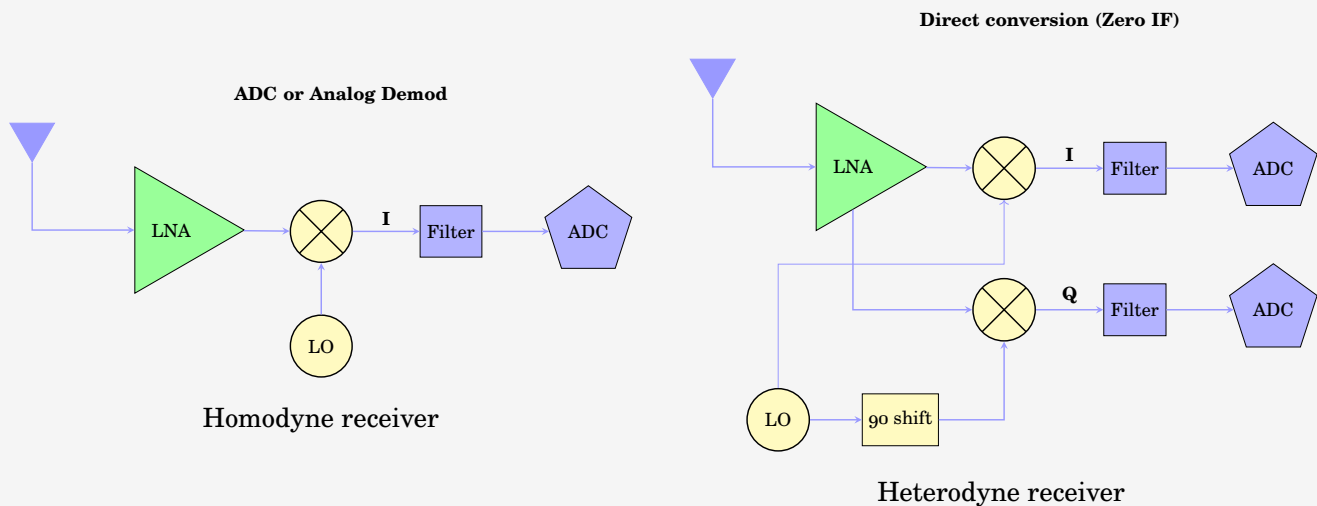 ADC or Analog Demod
LNA
I
Filter
ADC
LO
Homodyne receiver
Direct conversion (Zero IF)
LNA
I
Filter
ADC
Q
Filter
ADC
LO
90 shift
Heterodyne receiver